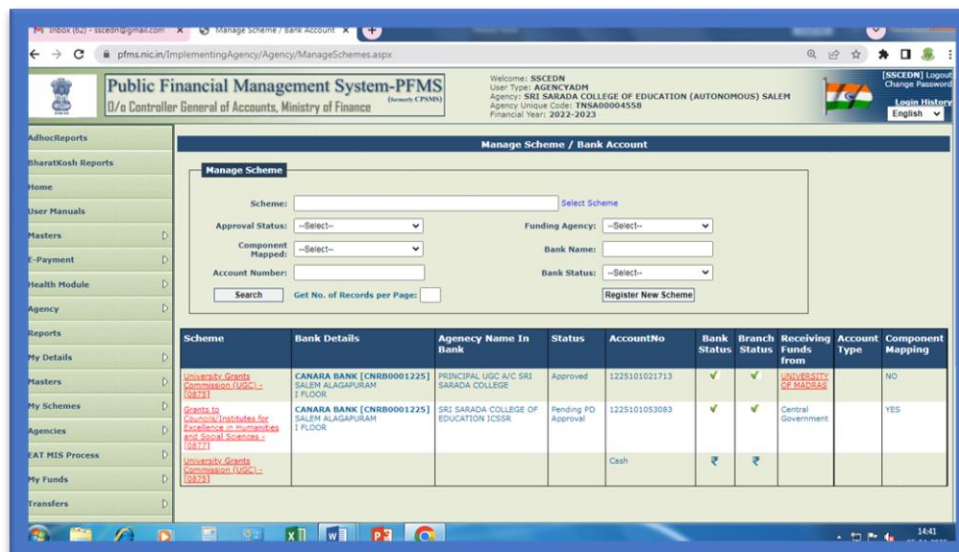 Inbox (62) - sscedn@gmail.com
Manage Scheme / Bank Account
pfms.nic.in/ImplementingAgency/Agency/ManageSchemes.aspx
Public Financial Management System-PFMS
(formerly CPSMS)
O/o Controller General of Accounts, Ministry of Finance
Welcome: SSCEDN
User Type: AGENCYADM
Agency: SRI SARADA COLLEGE OF EDUCATION (AUTONOMOUS) SALEM
Agency Unique Code: TNSA00004558
Financial Year: 2022-2023
[SSCEDN] Logout
Change Password
Login History
English
AdhocReports
BharatKosh Reports
Home
User Manuals
Masters
E-Payment
Health Module
Agency
Reports
My Details
Masters
My Schemes
Agencies
EAT MIS Process
My Funds
Transfers
Manage Scheme / Bank Account
Manage Scheme
Scheme: Select Scheme
Approval Status: --Select-- Funding Agency: --Select--
Component Mapped: --Select-- Bank Name:
Account Number: Bank Status: --Select--
Search Get No. of Records per Page: Register New Scheme
Scheme Bank Details Agenecy Name In Bank Status AccountNo Bank Status Branch Status Receiving Funds from Account Type Component Mapping
University Grants Commission (UGC) - [0875] CANARA BANK [CNRB0001225] SALEM ALAGAPURAM I FLOOR PRINCIPAL UGC A/C SRI SARADA COLLEGE Approved 1225101021713 UNIVERSITY OF MADRAS NO
Grants to Councils/Institutes for Excellence in Humanities and Social Sciences - [0877] CANARA BANK [CNRB0001225] SALEM ALAGAPURAM I FLOOR SRI SARADA COLLEGE OF EDUCATION ICSSR Pending PD Approval 1225101053083 Central Government YES
University Grants Commission (UGC) - [0875] Cash ₹ ₹
14:41